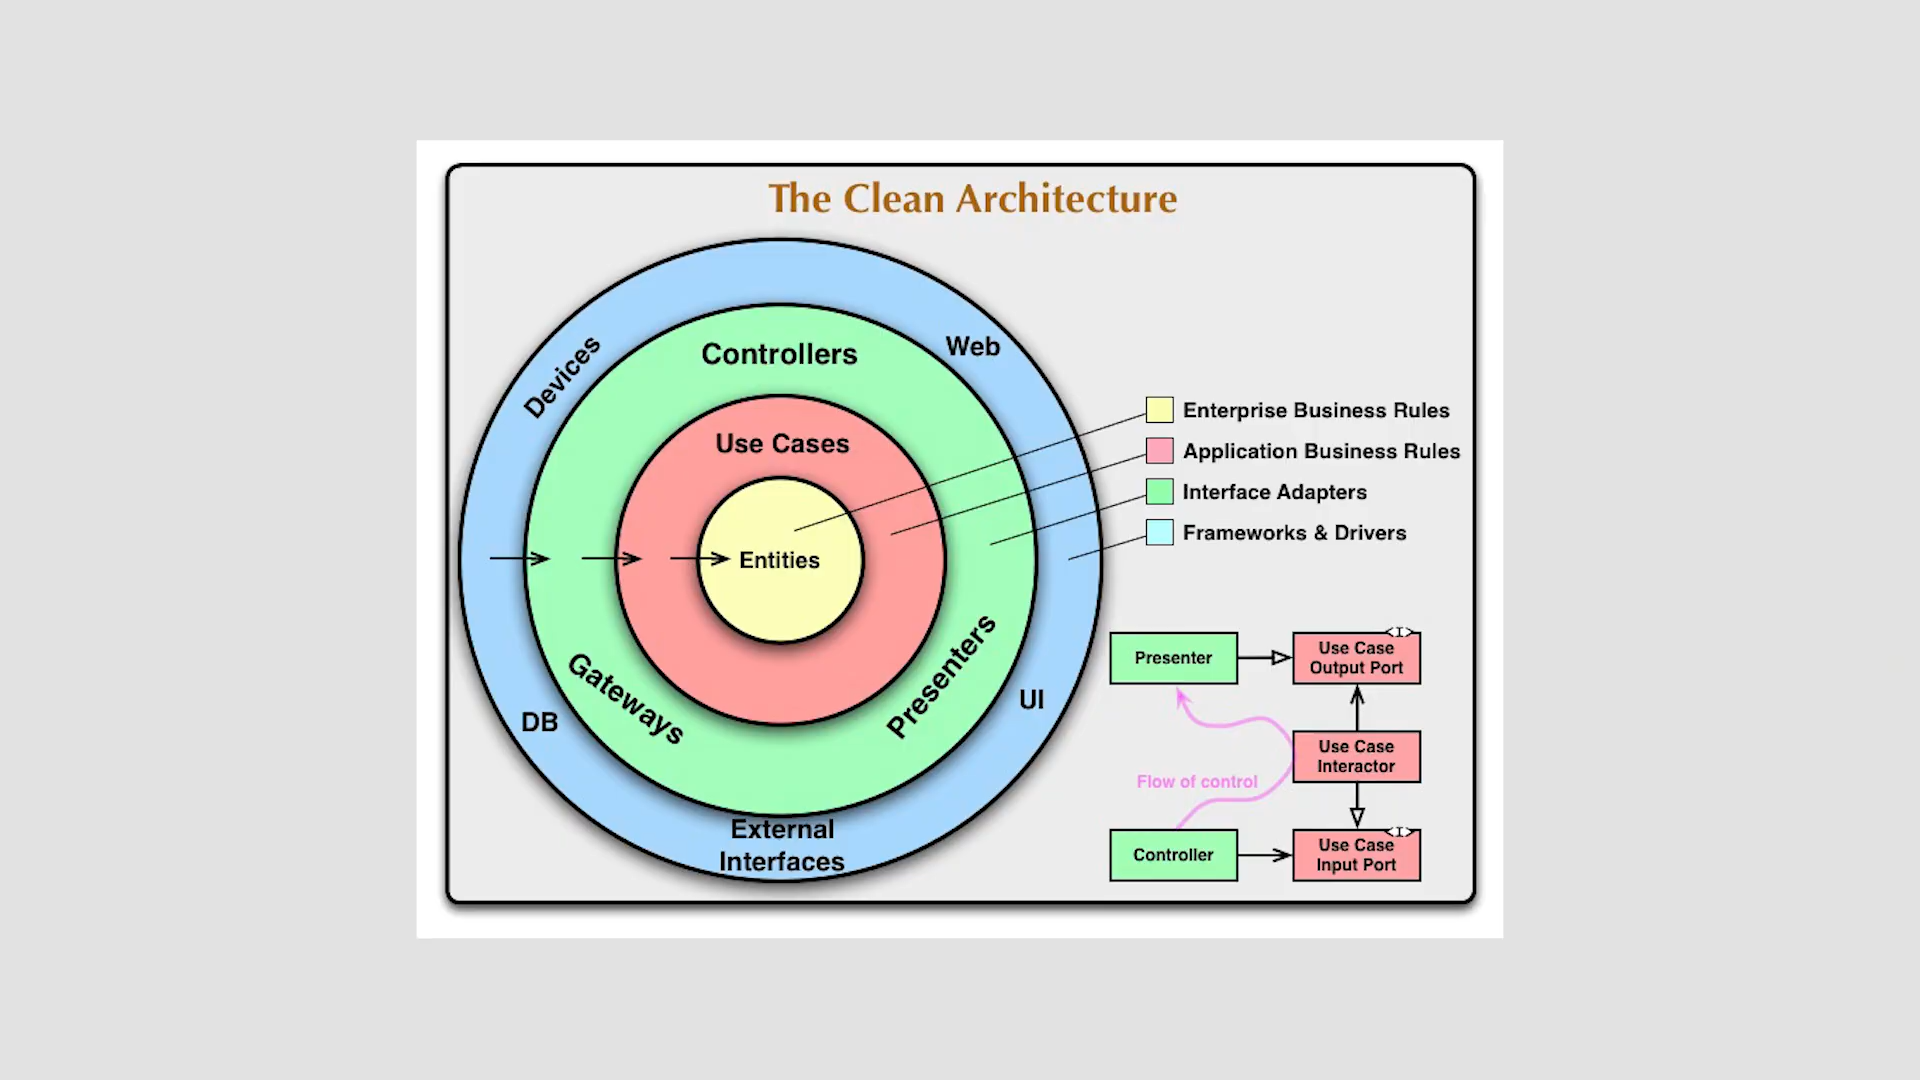 The Clean Architecture
Devices
Controllers
Web
Use Cases
Entities
Gateways
Presenters
DB
UI
External
Interfaces
Enterprise Business Rules
Application Business Rules
Interface Adapters
Frameworks & Drivers
Presenter
<I>
Use Case
Output Port
Use Case
Interactor
Flow of control
Controller
<I>
Use Case
Input Port